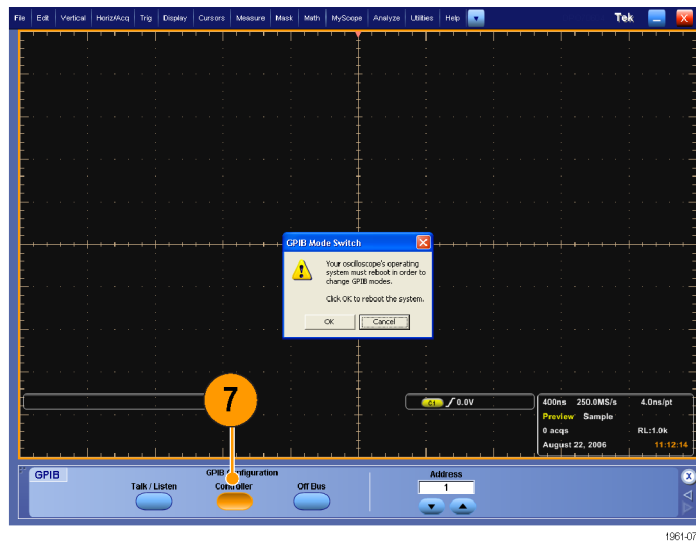 File Edit Vertical Horiz/Acq Trig Display Cursors Measure Mask Math MyScope Analyze Utilities Help Tek
GPIB Mode Switch
Your oscilloscope's operating
system must reboot in order to
change GPIB modes.
Click OK to reboot the system.
OK Cancel
7
C1 0.0V
400ns 250.0MS/s 4.0ns/pt
Preview Sample
0 acqs RL:1.0k
August 22, 2006 11:12:14
GPIB
GPIB Configuration
Talk / Listen Controller Off Bus
Address
1
1961-07